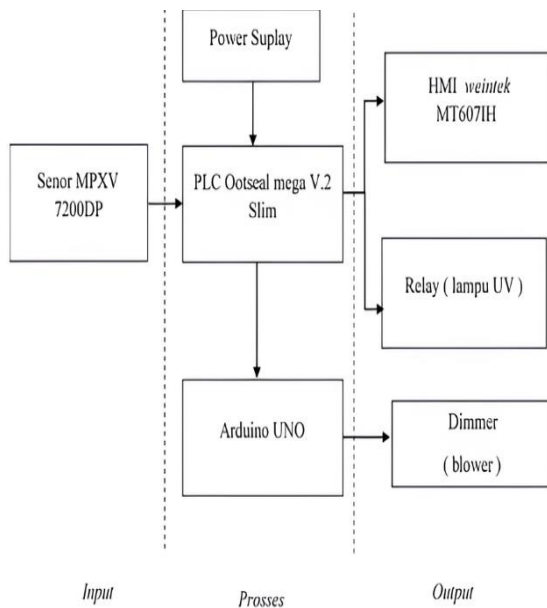 Power Suplay
HMI weintek
MT607IH
Senor MPXV
7200DP
PLC Ootseal mega V.2
Slim
Relay ( lampu UV )
Arduino UNO
Dimmer
( blower )
Input
Prosses
Output